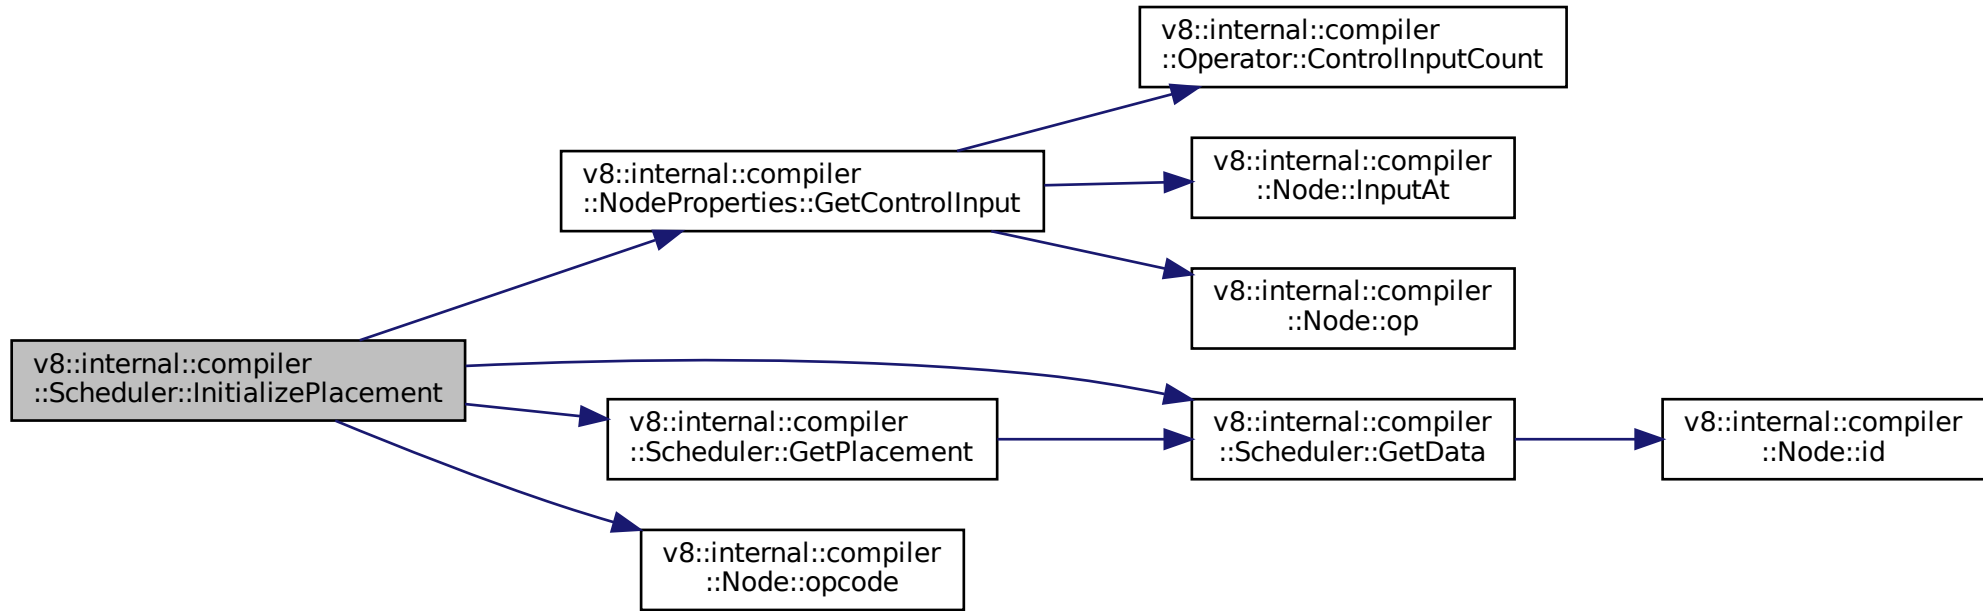 v8::internal::compiler
::Operator::ControlInputCount
v8::internal::compiler
::NodeProperties::GetControlInput
v8::internal::compiler
::Node::InputAt
v8::internal::compiler
::Node::op
v8::internal::compiler
::Scheduler::InitializePlacement
v8::internal::compiler
::Scheduler::GetPlacement
v8::internal::compiler
::Scheduler::GetData
v8::internal::compiler
::Node::id
v8::internal::compiler
::Node::opcode